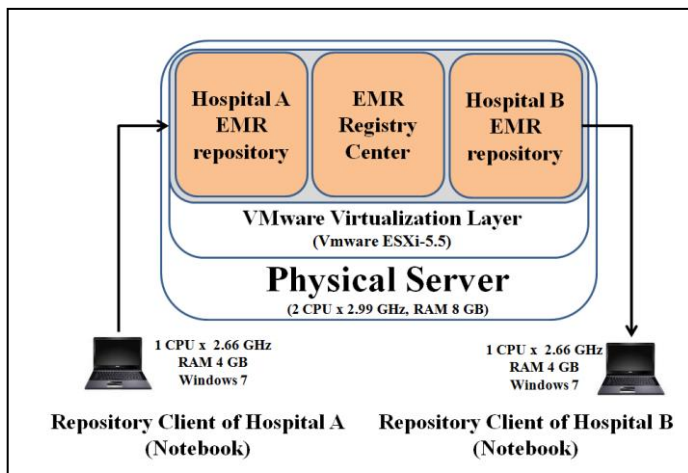 Hospital A
EMR
repository
EMR
Registry
Center
Hospital B
EMR
repository
VMware Virtualization Layer
(Vmware ESXi-5.5)
Physical Server
(2 CPU x 2.99 GHz, RAM 8 GB)
1 CPU x 2.66 GHz
RAM 4 GB
Windows 7
1 CPU x 2.66 GHz
RAM 4 GB
Windows 7
Repository Client of Hospital A
(Notebook)
Repository Client of Hospital B
(Notebook)